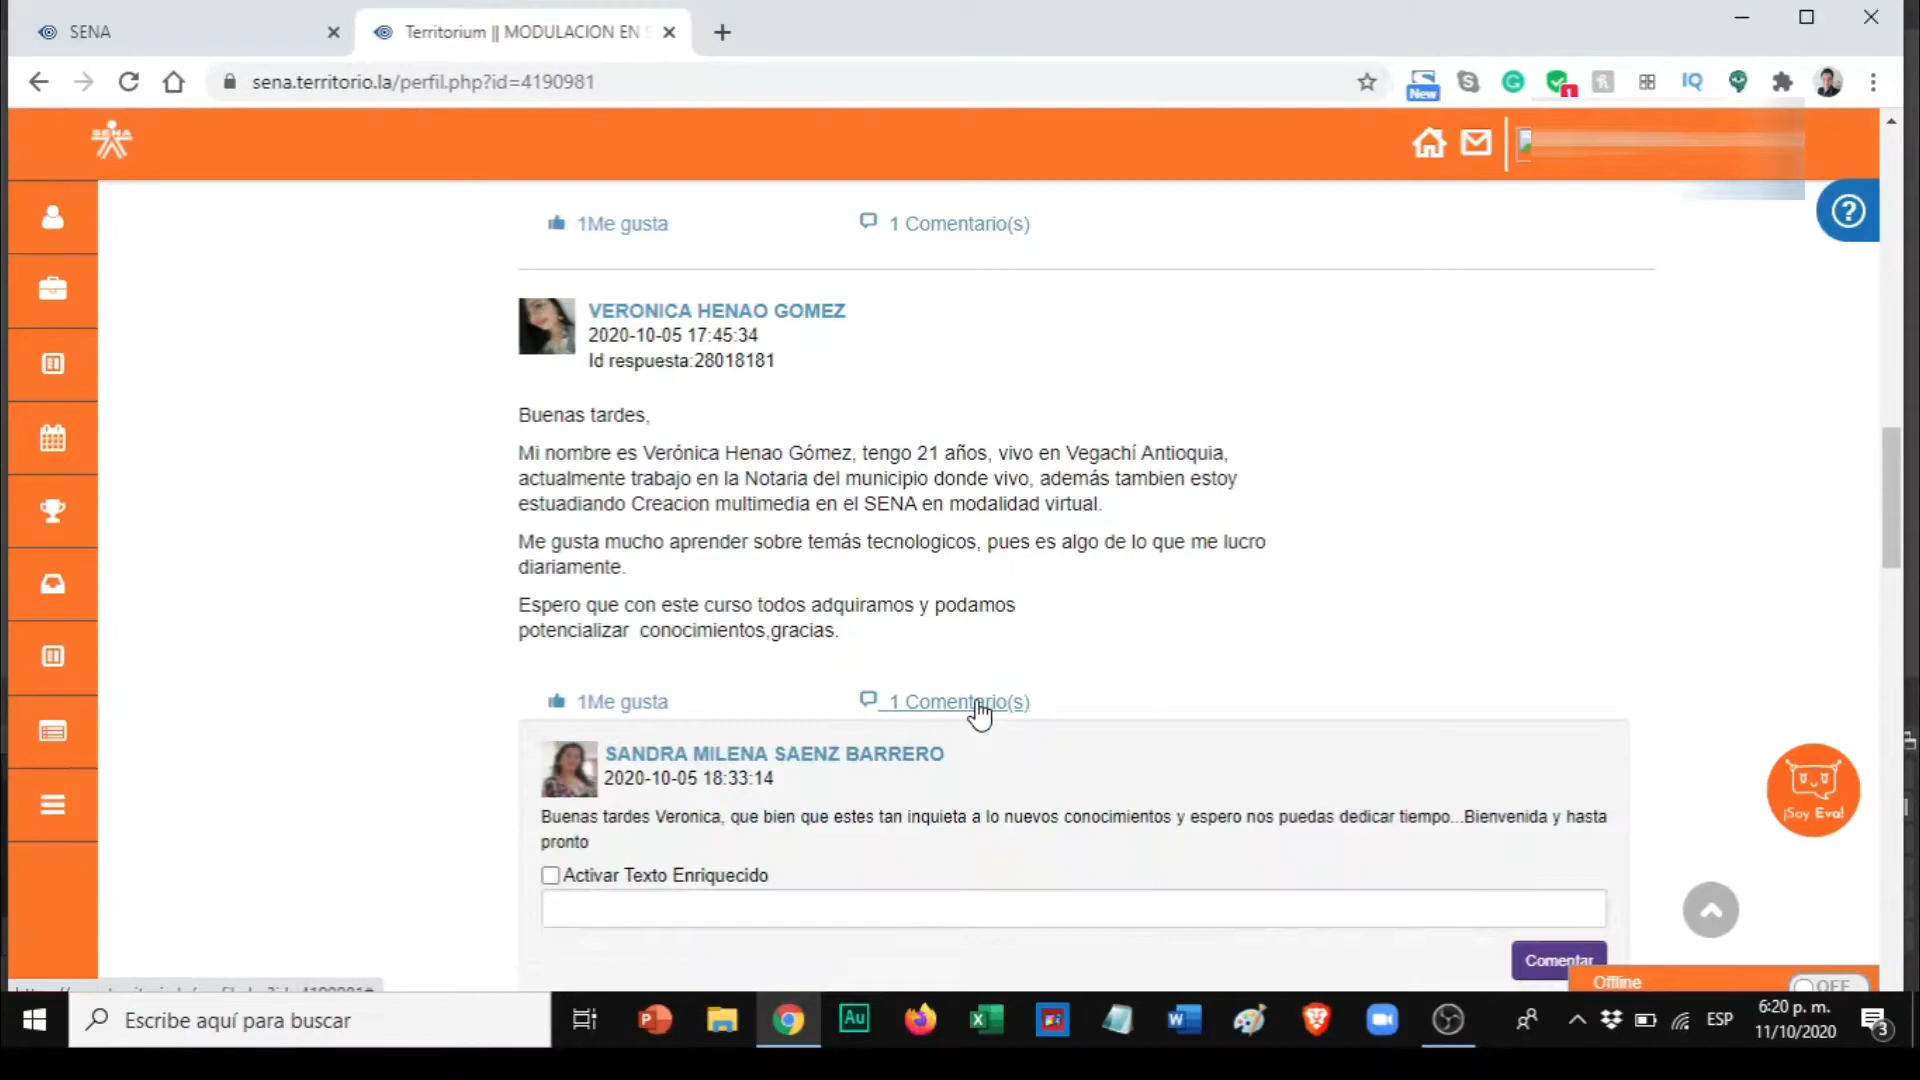 SENA
Territorium || MODULACION EN S
sena.territorio.la/perfil.php?id=4190981
New
1
IQ
SENA
1Me gusta
1 Comentario(s)
VERONICA HENAO GOMEZ
2020-10-05 17:45:34
Id respuesta:28018181
Buenas tardes,
Mi nombre es Verónica Henao Gómez, tengo 21 años, vivo en Vegachí Antioquia,
actualmente trabajo en la Notaria del municipio donde vivo, además tambien estoy
estuadiando Creacion multimedia en el SENA en modalidad virtual.
Me gusta mucho aprender sobre temás tecnologicos, pues es algo de lo que me lucro
diariamente.
Espero que con este curso todos adquiramos y podamos
potencializar conocimientos,gracias.
1Me gusta
1 Comentario(s)
SANDRA MILENA SAENZ BARRERO
2020-10-05 18:33:14
Buenas tardes Veronica, que bien que estes tan inquieta a lo nuevos conocimientos y espero nos puedas dedicar tiempo...Bienvenida y hasta
pronto
Activar Texto Enriquecido
Comentar
¡Soy Eva!
Offline
OFF
Escribe aquí para buscar
Au
ESP
6:20 p. m.
11/10/2020
3